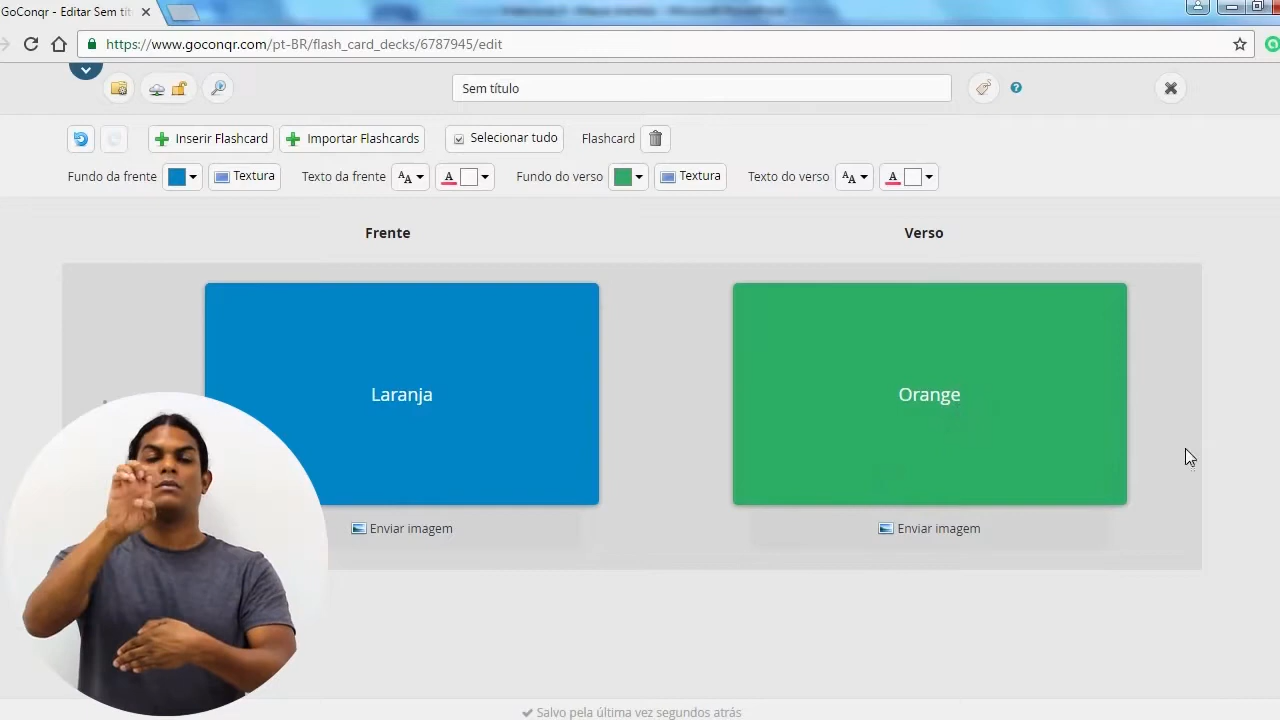 GoConqr - Editar Sem tít
https://www.goconqr.com/pt-BR/flash_card_decks/6787945/edit
Sem título
Inserir Flashcard Importar Flashcards Selecionar tudo Flashcard
Fundo da frente Textura Texto da frente AA A Fundo do verso Textura Texto do verso AA A
Frente Verso
Laranja Orange
Enviar imagem Enviar imagem
Salvo pela última vez segundos atrás